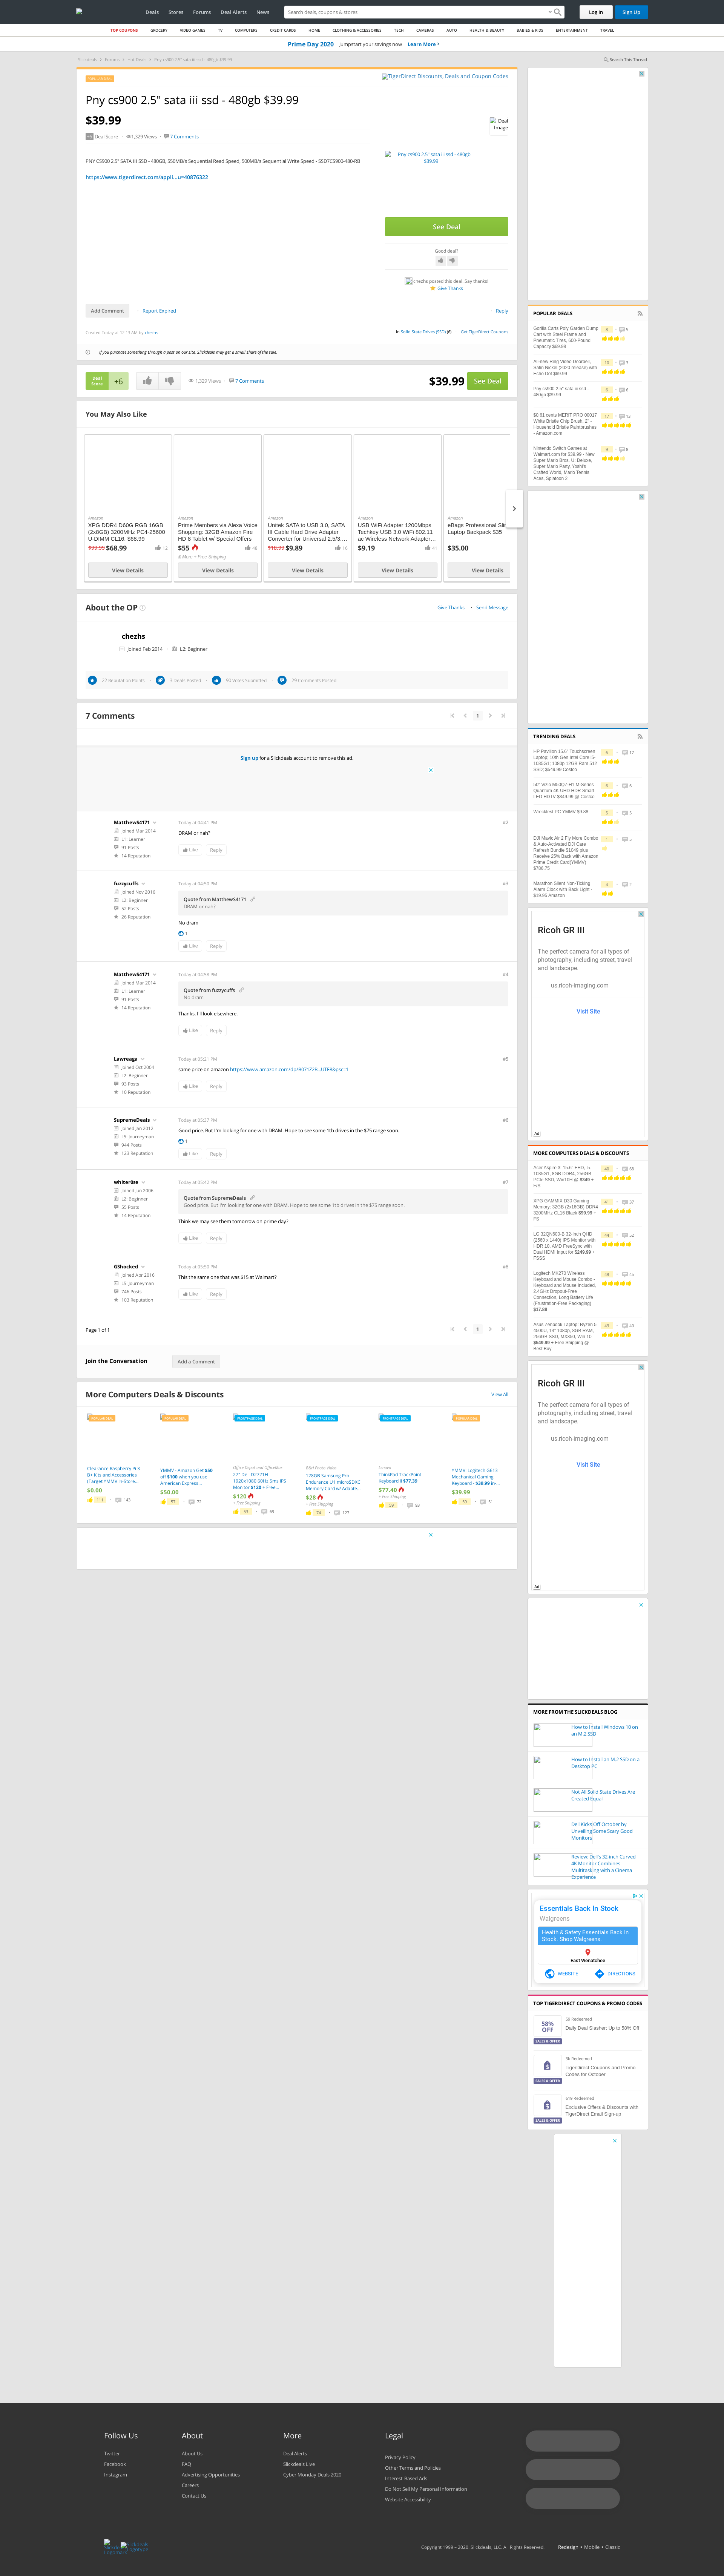 Deals Stores Forums Deal Alerts News
Search deals, coupons & stores
Log In Sign Up
TOP COUPONS GROCERY VIDEO GAMES TV COMPUTERS CREDIT CARDS HOME CLOTHING & ACCESSORIES TECH CAMERAS AUTO HEALTH & BEAUTY BABIES & KIDS ENTERTAINMENT TRAVEL
Prime Day 2020 Jumpstart your savings now Learn More
Slickdeals Forums Hot Deals Pny cs900 2.5" sata iii ssd - 480gb $39.99
Search This Thread
TigerDirect Discounts, Deals and Coupon Codes
Pny cs900 2.5" sata iii ssd - 480gb $39.99
$39.99
+6 Deal Score 1,329 Views 7 Comments
Deal
image
PNY CS900 2.5" SATA III SSD - 480GB, 550MB/s Sequential Read Speed, 500MB/s Sequential Write Speed - SSD7CS900-480-RB
https://www.tigerdirect.com/appli...u=40876322
Pny cs900 2.5" sata iii ssd - 480gb
$39.99
See Deal
Good deal?
chezhs posted this deal. Say thanks!
Give Thanks
Add Comment Report Expired Reply
Created Today at 12:13 AM by chezhs
in Solid State Drives (SSD) (6) Get TigerDirect Coupons
If you purchase something through a post on our site, Slickdeals may get a small share of the sale.
Deal
Score
+6
1,329 Views 7 Comments
$39.99
See Deal
You May Also Like
Amazon
XPG DDR4 D60G RGB 16GB
(2x8GB) 3200MHz PC4-25600
U-DIMM CL16, $68.99
$99.99 $68.99 12
View Details
Amazon
Prime Members via Alexa Voice
Shopping: 32GB Amazon Fire
HD 8 Tablet w/ Special Offers
$55 49
& More + Free Shipping
View Details
Amazon
Unitek SATA to USB 3.0, SATA
III Cable Hard Drive Adapter
Converter for Universal 2.5/3....
$18.99 $9.89 16
View Details
Amazon
USB WiFi Adapter 1200Mbps
Techkey USB 3.0 WiFi 802.11
ac Wireless Network Adapter...
$9.19 41
View Details
Amazon
eBags Professional Slim
Laptop Backpack $35
$35.00
View Details
About the OP
Give Thanks Send Message
chezhs
Joined Feb 2014 L2: Beginner
22 Reputation Points 3 Deals Posted 90 Votes Submitted 29 Comments Posted
7 Comments
1
Sign up for a Slickdeals account to remove this ad.
Matthew54171
Joined Mar 2014
L1: Learner
91 Posts
14 Reputation
Today at 04:41 PM #2
DRAM or nah?
Like Reply
fuzzycuffs
Joined Nov 2016
L2: Beginner
52 Posts
26 Reputation
Today at 04:56 PM #3
Quote from Matthew54171
DRAM or nah?
No dram
1
Like Reply
Matthew54171
Joined Mar 2014
L1: Learner
91 Posts
14 Reputation
Today at 04:58 PM #4
Quote from fuzzycuffs
No dram
Thanks, I'll look elsewhere.
Like Reply
Lawreaga
Joined Oct 2004
L2: Beginner
93 Posts
10 Reputation
Today at 05:21 PM #5
same price on amazon https://www.amazon.com/dp/B071Z2B...UTF8&psc=1
Like Reply
SupremeDeals
Joined Jan 2012
L5: Journeyman
944 Posts
123 Reputation
Today at 05:37 PM #6
Good price. But I'm looking for one with DRAM. Hope to see some 1tb drives in the $75 range soon.
1
Like Reply
whiter0se
Joined Jun 2006
L2: Beginner
55 Posts
14 Reputation
Today at 05:42 PM #7
Quote from SupremeDeals
Good price. But I'm looking for one with DRAM. Hope to see some 1tb drives in the $75 range soon.
Think we may see them tomorrow on prime day?
Like Reply
GShocked
Joined Apr 2016
L5: Journeyman
746 Posts
103 Reputation
Today at 05:50 PM #8
This the same one that was $15 at Walmart?
Like Reply
Page 1 of 1
1
Join the Conversation Add a Comment
More Computers Deals & Discounts View All
Clearance Raspberry Pi 3
B+ Kits and Accessories
(Target YMMV In-Store...
$0.00
111 143
YMMV - Amazon Get $50
off $100 when you use
American Express...
$50.00
37 72
Office Depot and OfficeMax
27" Dell D2721H
1920x1080 60Hz Slim IPS
Monitor $120 + Free...
$120
+ Free Shipping
53 69
B&H Photo Video
128GB Samsung Pro
Endurance U1 microSDXC
Memory Card w/ Adapte...
$28
+ Free Shipping
74 127
Lenovo
ThinkPad TrackPoint
Keyboard II $77.39
$77.40
+ Free Shipping
59
YMMV: Logitech G613
Mechanical Gaming
Keyboard - $39.99 in-...
$39.99
59 51
POPULAR DEALS
Gorilla Carts Poly Garden Dump
Cart with Steel Frame and
Pneumatic Tires, 600-Pound
Capacity $69.98
8 5
All-new Ring Video Doorbell,
Satin Nickel (2020 release) with
Echo Dot $69.99
10 3
Pny cs900 2.5" sata iii ssd -
480gb $39.99
6 6
$0.61 cents MERIT PRO 00017
White Bristle Chip Brush, 2" -
Household Bristle Paintbrushes
- Amazon.com
17 13
Nintendo Switch Games at
Walmart.com for $39.99 - New
Super Mario Bros. U: Deluxe,
Super Mario Party, Yoshi's
Crafted World, Mario Tennis
Aces, Splatoon 2
9 8
TRENDING DEALS
HP Pavilion 15.6" Touchscreen
Laptop, 10th Gen Intel Core i5-
1035G1, 1080p 12GB Ram 512
SSD: $549.99 Costco
6 17
50" Vizio M50Q7-H1 M-Series
Quantum 4K UHD HDR Smart
LED HDTV $349.99 @ Costco
6 6
Wreckfest PC YMMV $9.89
5 5
DJI Mavic Air 2 Fly More Combo
& Auto-Activated DJI Care
Refresh Bundle $1048 plus
Receive 25% Back with Amazon
Prime Credit Card(YMMV)
$786.75
1 0
Marathon Silent Non-Ticking
Alarm Clock with Back Light -
$19.95 Amazon
4 2
Ricoh GR III
The perfect camera for all types of
photography, including street, travel
and landscape.
us.ricoh-imaging.com
Visit Site
Ad
MORE COMPUTERS DEALS & DISCOUNTS
Acer Aspire 3: 15.6" FHD, i5-
1035G1, 8GB DDR4, 256GB
PCIe SSD, Win10H @ $349 +
F/S
40 68
XPG GAMMIX D30 Gaming
Memory: 32GB (2x16GB) DDR4
3200MHz CL16 Black $99.99 +
FS
45 37
LG 32QN600-B 32-Inch QHD
(2560 x 1440) IPS Monitor with
HDR 10, AMD FreeSync with
Dual HDMI Input for $249.99 +
FSSS
44 52
Logitech MK270 Wireless
Keyboard and Mouse Combo -
Keyboard and Mouse Included,
2.4GHz Dropout-Free
Connection, Long Battery Life
(Frustration-Free Packaging)
$17.88
49 40
Asus Zenbook Laptop: Ryzen 5
4500U, 14" 1080p, 8GB RAM,
256GB SSD, MX350, Win 10
$549.99 + Free Shipping @
Best Buy
43 40
Ricoh GR III
The perfect camera for all types of
photography, including street, travel
and landscape.
us.ricoh-imaging.com
Visit Site
Ad
MORE FROM THE SLICKDEALS BLOG
How to Install Windows 10 on
an M.2 SSD
How to Install an M.2 SSD on a
Desktop PC
Not All Solid State Drives Are
Created Equal
Dell Kicks Off October by
Unveiling Some Scary Good
Monitors
Review: Dell's 32-inch Curved
4K Monitor Combines
Multitasking with a Cinema
Experience
Essentials Back In Stock
Walgreens
Health & Safety Essentials Back In
Stock. Shop Walgreens.
East Wenatchee
WEBSITE DIRECTIONS
TOP TIGERDIRECT COUPONS & PROMO CODES
58%
OFF
SALES & OFFER
59 Redeemed
Daily Deal Slasher: Up to 58% Off
SALES & OFFER
3k Redeemed
TigerDirect Coupons and Promo
Codes for October
SALES & OFFER
619 Redeemed
Exclusive Offers & Discounts with
TigerDirect Email Sign-up
Follow Us
Twitter
Facebook
Instagram
About
About Us
FAQ
Advertising Opportunities
Careers
Contact Us
More
Deal Alerts
Slickdeals Live
Cyber Monday Deals 2020
Legal
Privacy Policy
Other Terms and Policies
Interest-Based Ads
Do Not Sell My Personal Information
Website Accessibility
Copyright 1999 - 2020. Slickdeals, LLC. All Rights Reserved. Redesign • Mobile • Classic